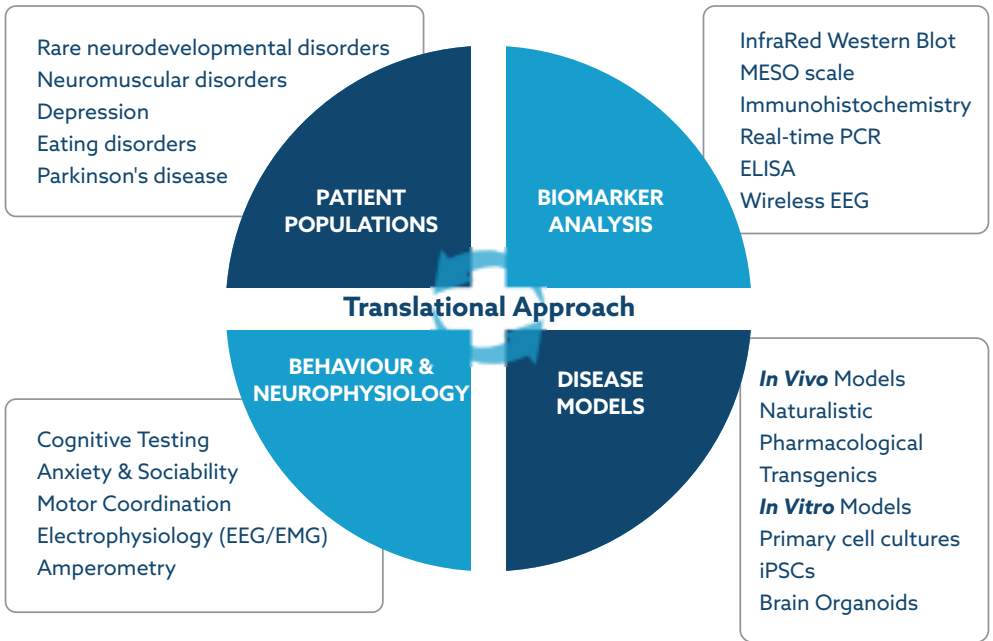 Rare neurodevelopmental disorders
Neuromuscular disorders
Depression
Eating disorders
Parkinson's disease
InfraRed Western Blot
MESO scale
Immunohistochemistry
Real-time PCR
ELISA
Wireless EEG
PATIENT
POPULATIONS
BIOMARKER
ANALYSIS
Translational Approach
BEHAVIOUR &
NEUROPHYSIOLOGY
DISEASE
MODELS
Cognitive Testing
Anxiety & Sociability
Motor Coordination
Electrophysiology (EEG/EMG)
Amperometry
In Vivo Models
Naturalistic
Pharmacological
Transgenics
In Vitro Models
Primary cell cultures
iPSCs
Brain Organoids